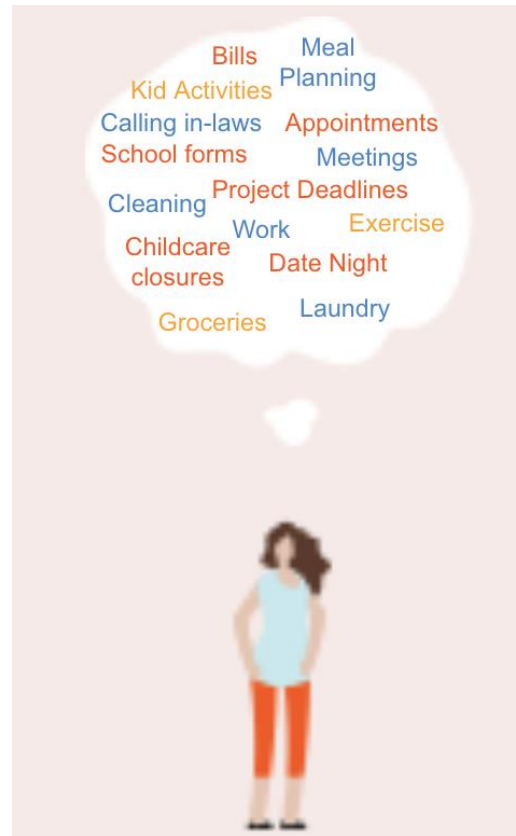 Bills
Meal
Planning
Kid Activities
Calling in-laws
Appointments
School forms
Meetings
Project Deadlines
Cleaning
Work
Exercise
Childcare
closures
Date Night
Laundry
Groceries